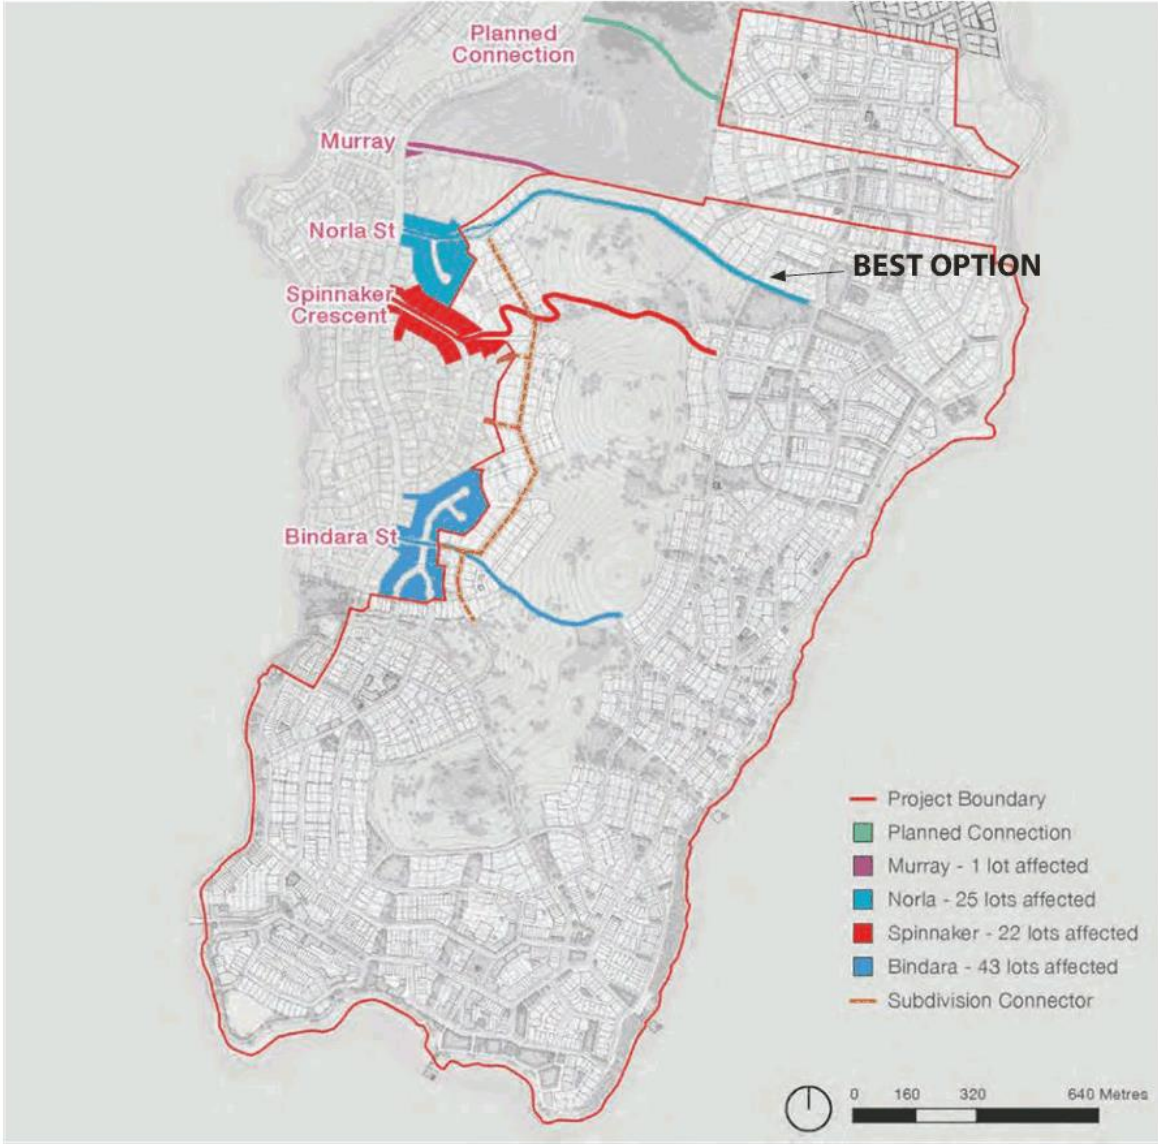 Planned
Connection
Murray
Norla St
BEST OPTION
Spinnaker
Crescent
Bindara St
Project Boundary
Planned Connection
Murray - 1 lot affected
Norla - 25 lots affected
Spinnaker - 22 lots affected
Bindara - 43 lots affected
Subdivision Connector
0 160 320 640 Metres